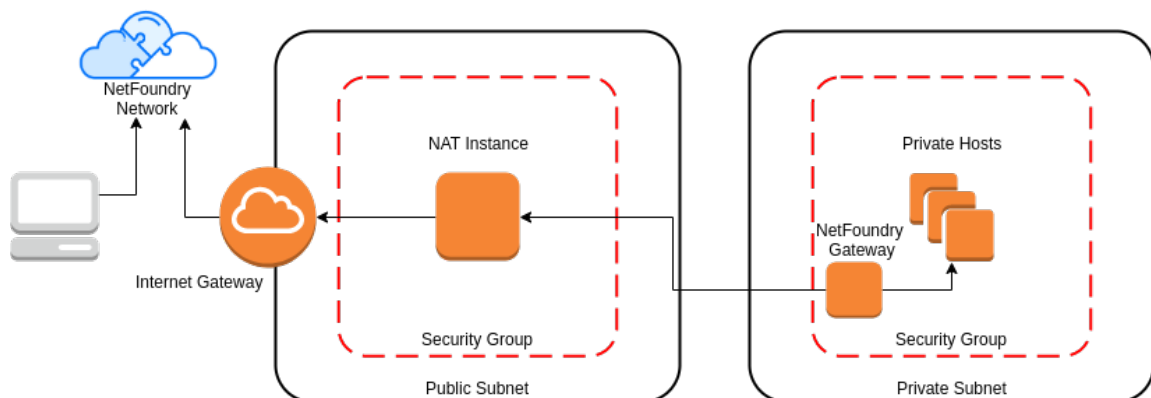 NetFoundry
Network
Internet Gateway
NAT Instance
Security Group
Public Subnet
Private Hosts
NetFoundry
Gateway
Security Group
Private Subnet